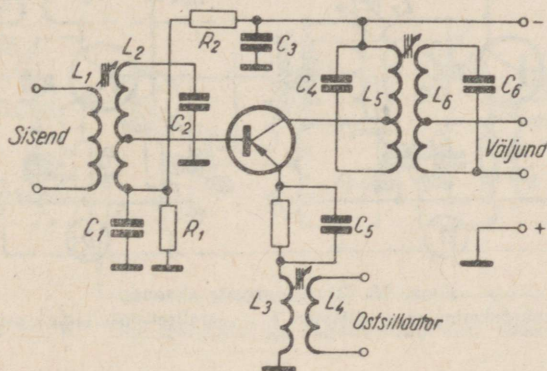 R₂
C₃
−
L₁
L₂
C₄
L₅
L₆
C₆
Sisend
C₂
Väljund
C₁
R₁
C₅
+
L₃
L₄
Ostsillaator